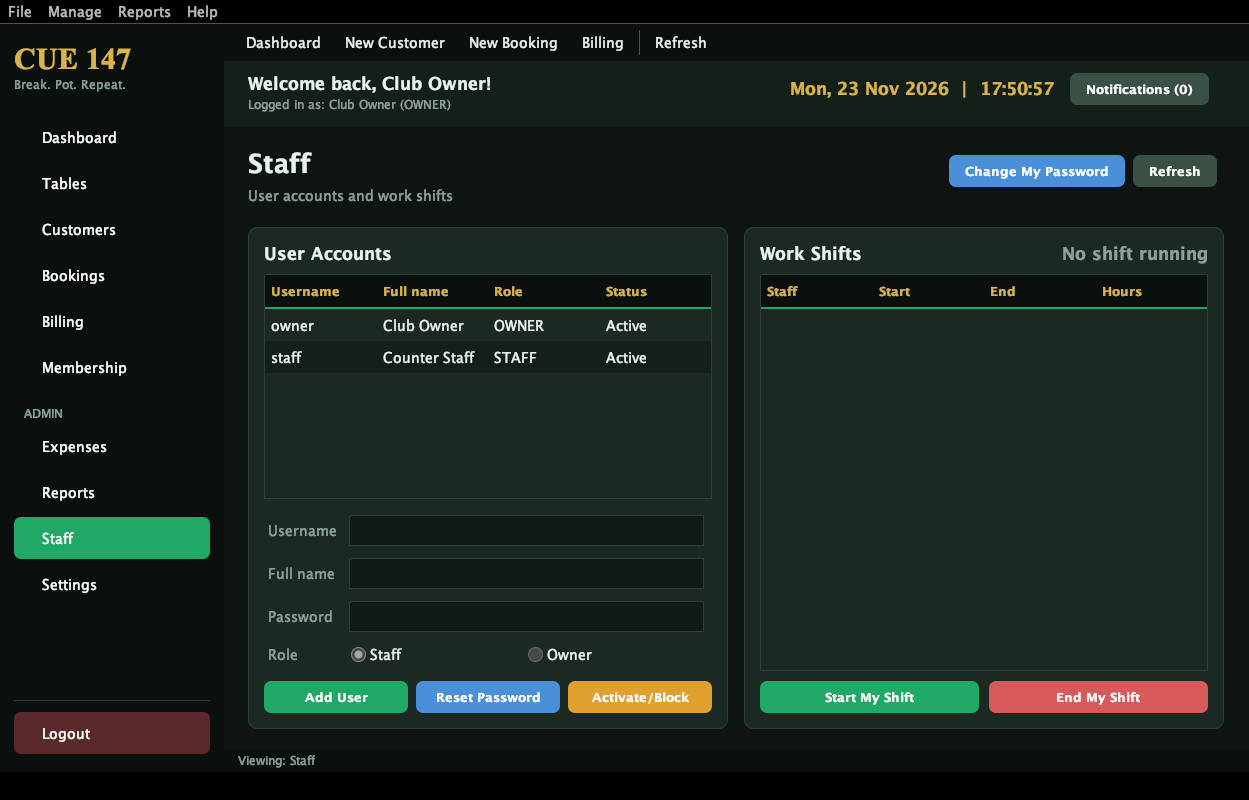 File Manage Reports Help
CUE 147
Break. Pot. Repeat.
Dashboard
Tables
Customers
Bookings
Billing
Membership
ADMIN
Expenses
Reports
Staff
Settings
Logout
Dashboard New Customer New Booking Billing Refresh
Welcome back, Club Owner!
Logged in as: Club Owner (OWNER)
Mon, 23 Nov 2026 | 17:50:57
Notifications (0)
Staff
User accounts and work shifts
Change My Password Refresh
User Accounts
Username Full name Role Status
owner Club Owner OWNER Active
staff Counter Staff STAFF Active
Username
Full name
Password
Role Staff Owner
Add User Reset Password Activate/Block
Work Shifts No shift running
Staff Start End Hours
Start My Shift End My Shift
Viewing: Staff